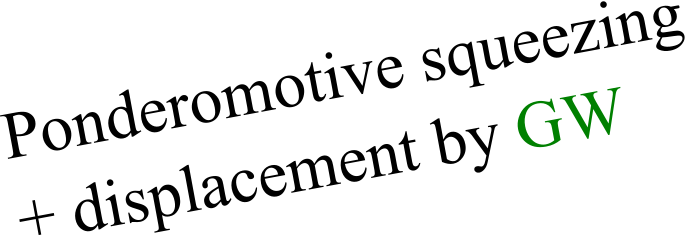 Ponderomotive squeezing
+ displacement by GW